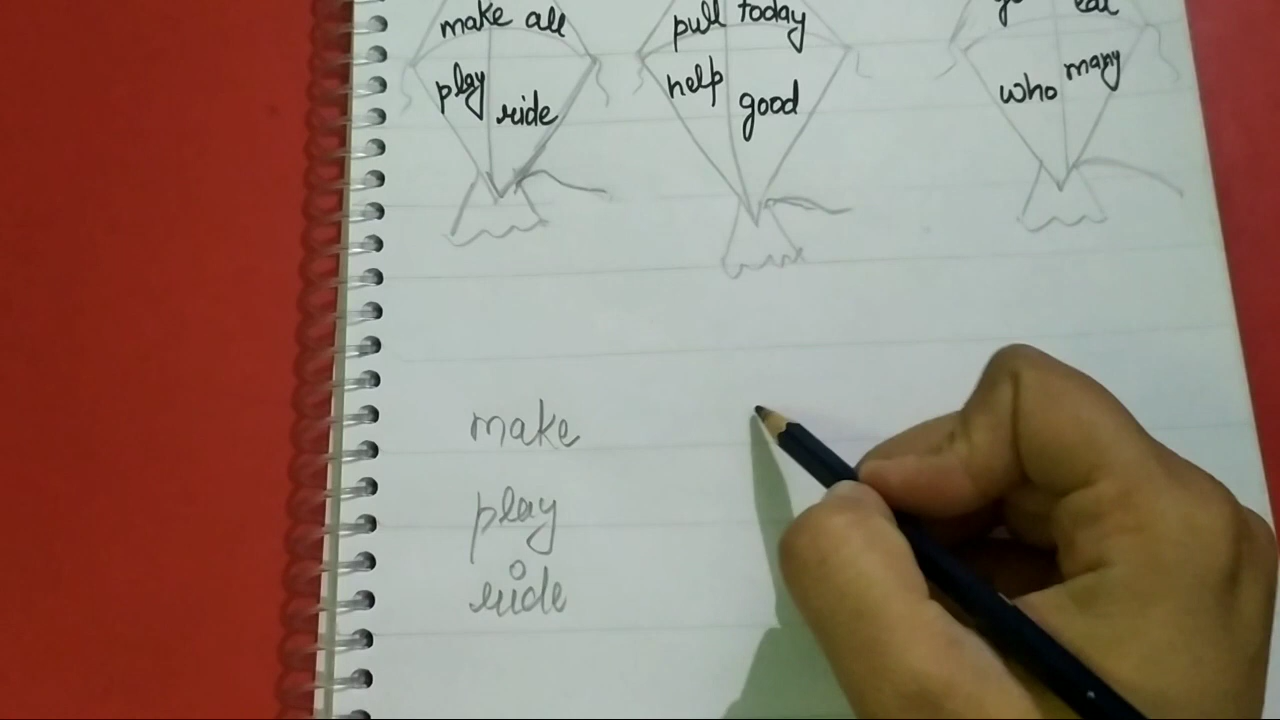 make all
play ride
pull today
help good
who many
make
play
ride